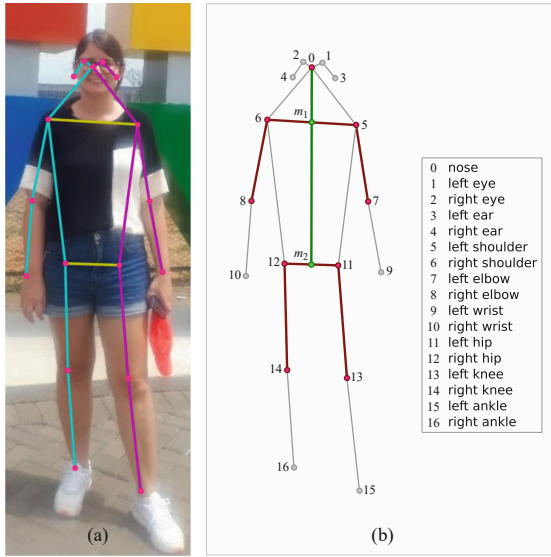 2
0
1
4
3
6
m1
5
8
7
12
m2
11
10
9
14
13
16
15
0 nose
1 left eye
2 right eye
3 left ear
4 right ear
5 left shoulder
6 right shoulder
7 left elbow
8 right elbow
9 left wrist
10 right wrist
11 left hip
12 right hip
13 left knee
14 right knee
15 left ankle
16 right ankle
(a)
(b)